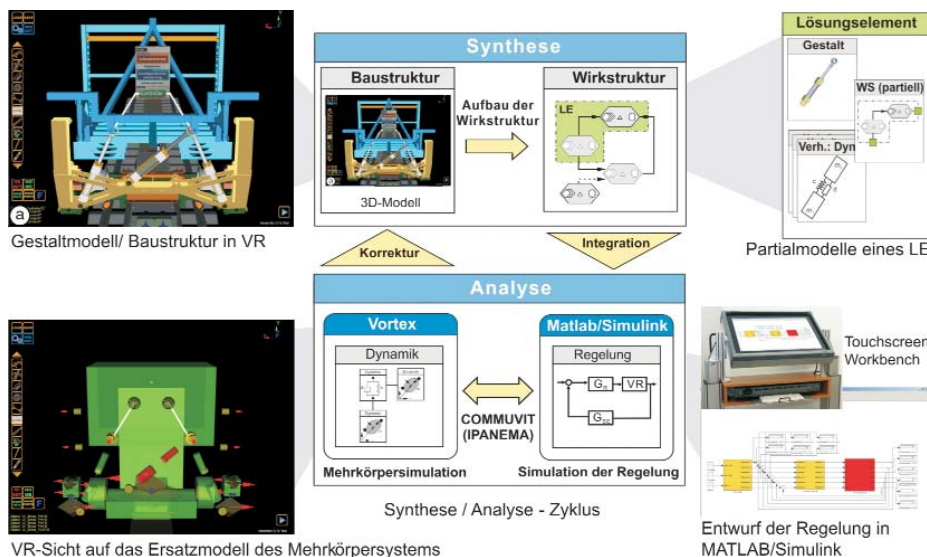 Synthese
Baustruktur
3D-Modell
Aufbau der
Wirkstruktur
Wirkstruktur
LE
Lösungselement
Gestalt
WS (partiell)
Verh.: Dyn
a
Gestaltmodell/ Baustruktur in VR
Partialmodelle eines LE
Korrektur
Integration
Analyse
Vortex
Dynamik
Mehrkörpersimulation
COMMUVIT
(IPANEMA)
Matlab/Simulink
Regelung
VR
Simulation der Regelung
Synthese / Analyse - Zyklus
Touchscreen
Workbench
VR-Sicht auf das Ersatzmodell des Mehrkörpersystems
Entwurf der Regelung in
MATLAB/Simulink